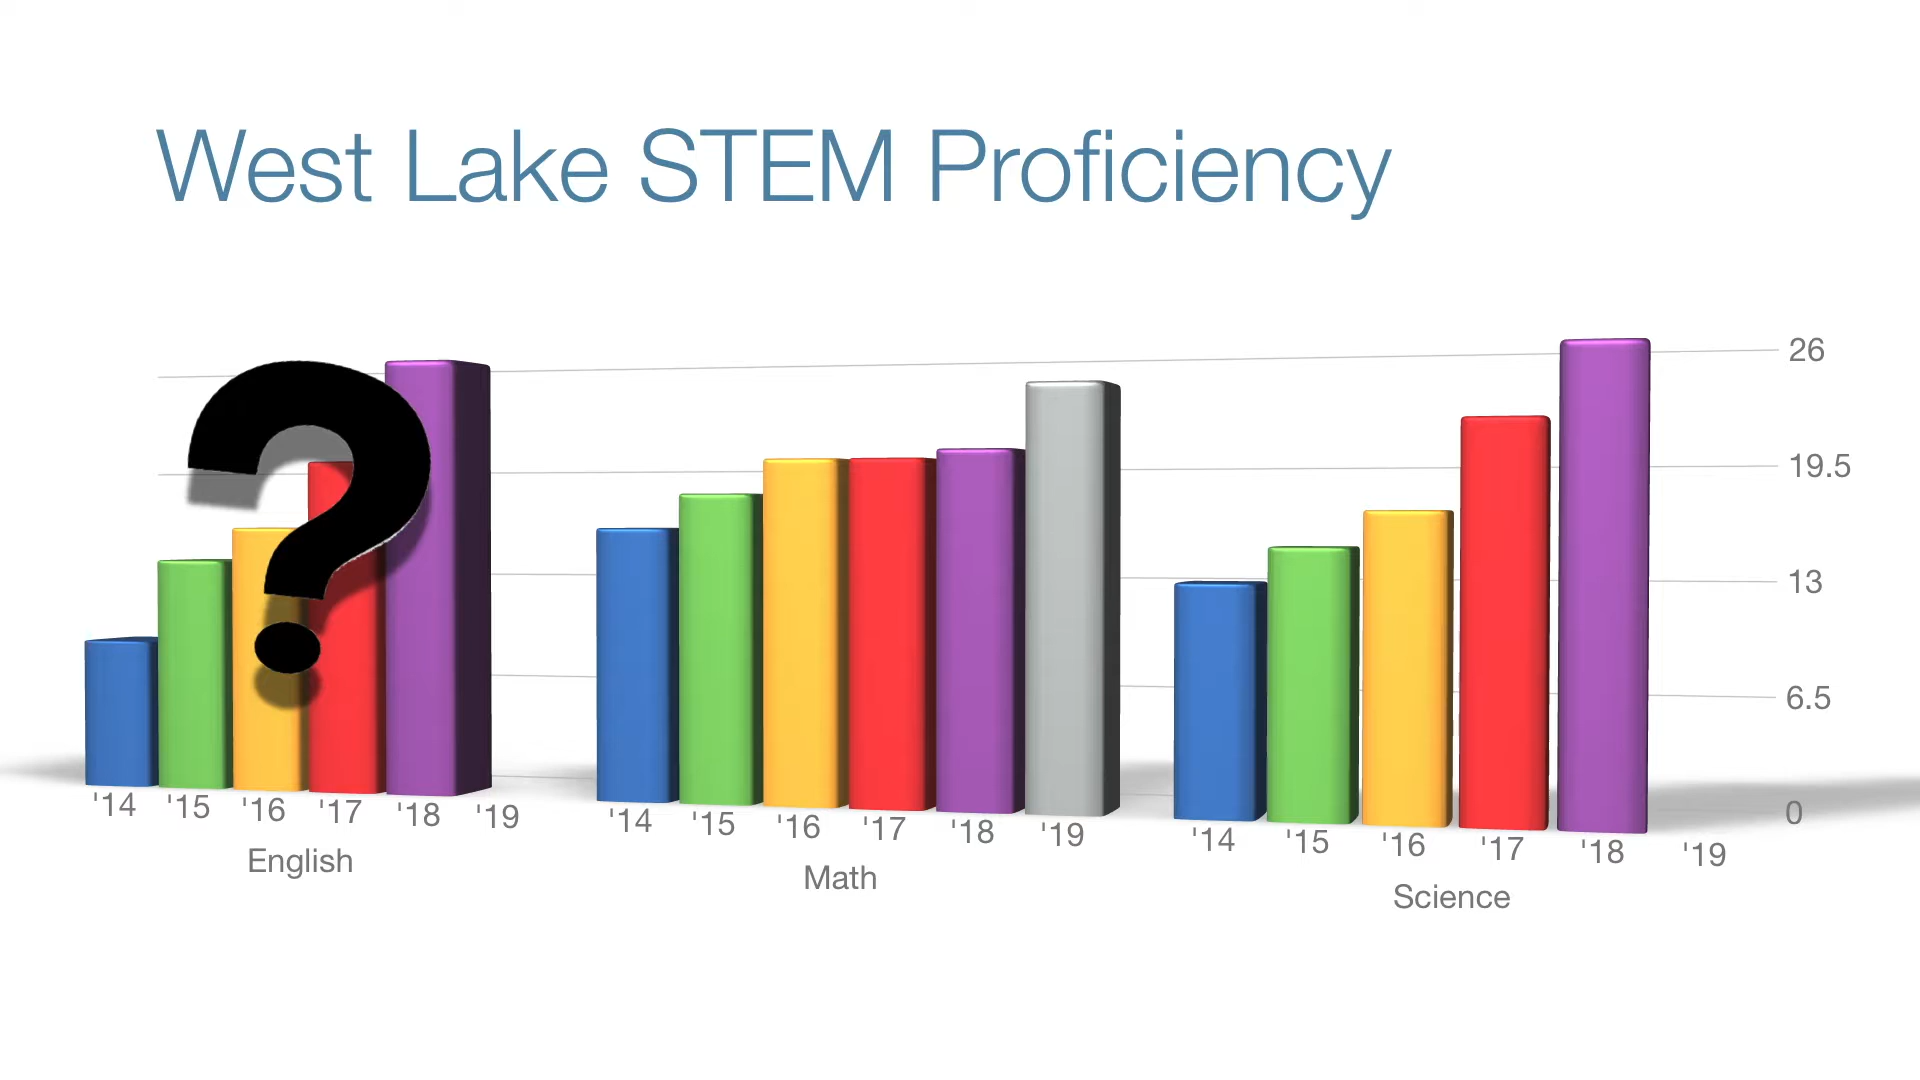 West Lake STEM Proficiency
26
19.5
13
6.5
0
'14 '15 '16 '17 '18 '19 '14 '15 '16 '17 '18 '19 '14 '15 '16 '17 '18 '19
English Math Science
?